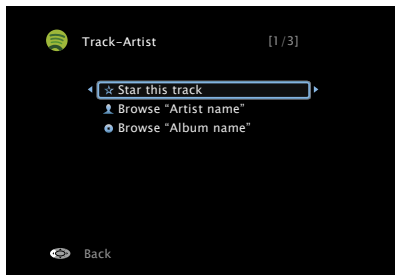 Track–Artist [1/3]
☆ Star this track
Browse “Artist name”
Browse “Album name”
Back